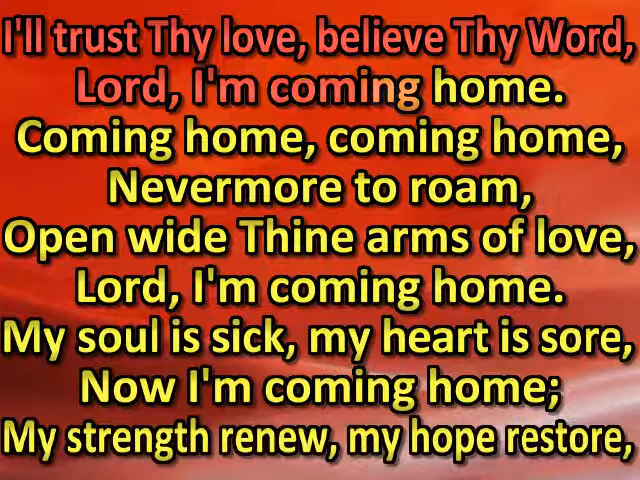 I'll trust Thy love, believe Thy Word,
Lord, I'm coming home.
Coming home, coming home,
Nevermore to roam,
Open wide Thine arms of love,
Lord, I'm coming home.
My soul is sick, my heart is sore,
Now I'm coming home;
My strength renew, my hope restore,